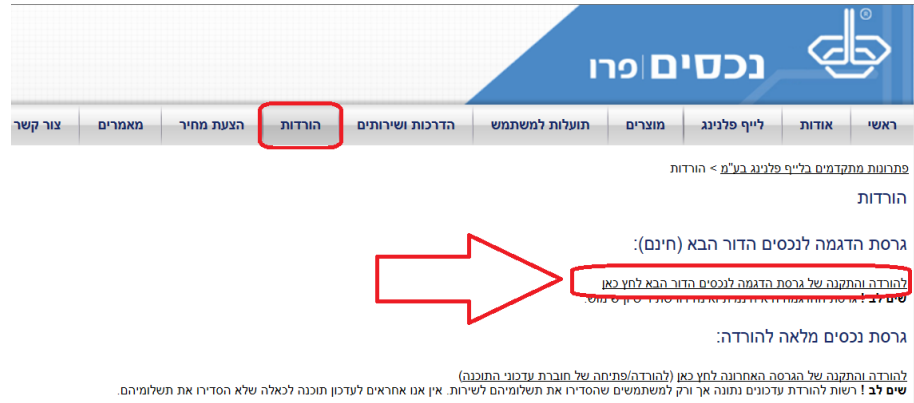 נכסים|פרו
®
ראשי אודות לייף פלנינג מוצרים תועלות למשתמש הדרכות ושירותים הורדות הצעת מחיר מאמרים צור קשר
פתרונות מתקדמים בלייף פלנינג בע"מ > הורדות
הורדות
גרסת הדגמה לנכסים הדור הבא (חינם):
להורדה והתקנה של גרסת הדגמה לנכסים הדור הבא לחץ כאן
שים לב ! גרסת ההדגמה
גרסת נכסים מלאה להורדה:
להורדה והתקנה של הגרסה האחרונה לחץ כאן (להורדה/פתיחה של חוברת עדכוני התוכנה)
שים לב ! רשות להורדת עדכונים נתונה אך ורק למשתמשים שהסדירו את תשלומיהם לשירות. אין אנו אחראים לעדכון תוכנה לכאלה שלא הסדירו את תשלומיהם.